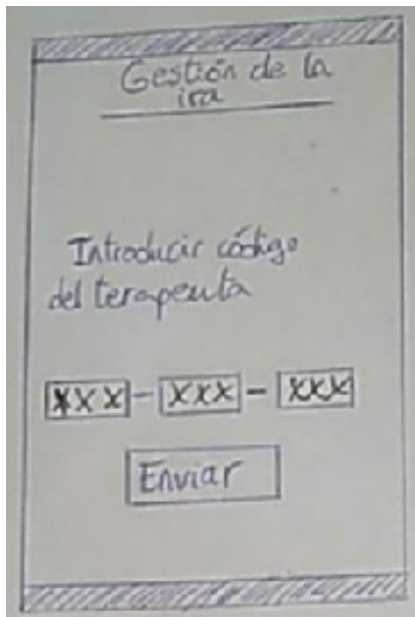 Gestión de la
ira
Introducir código
del terapeuta
XXX - XXX - XXX
Enviar